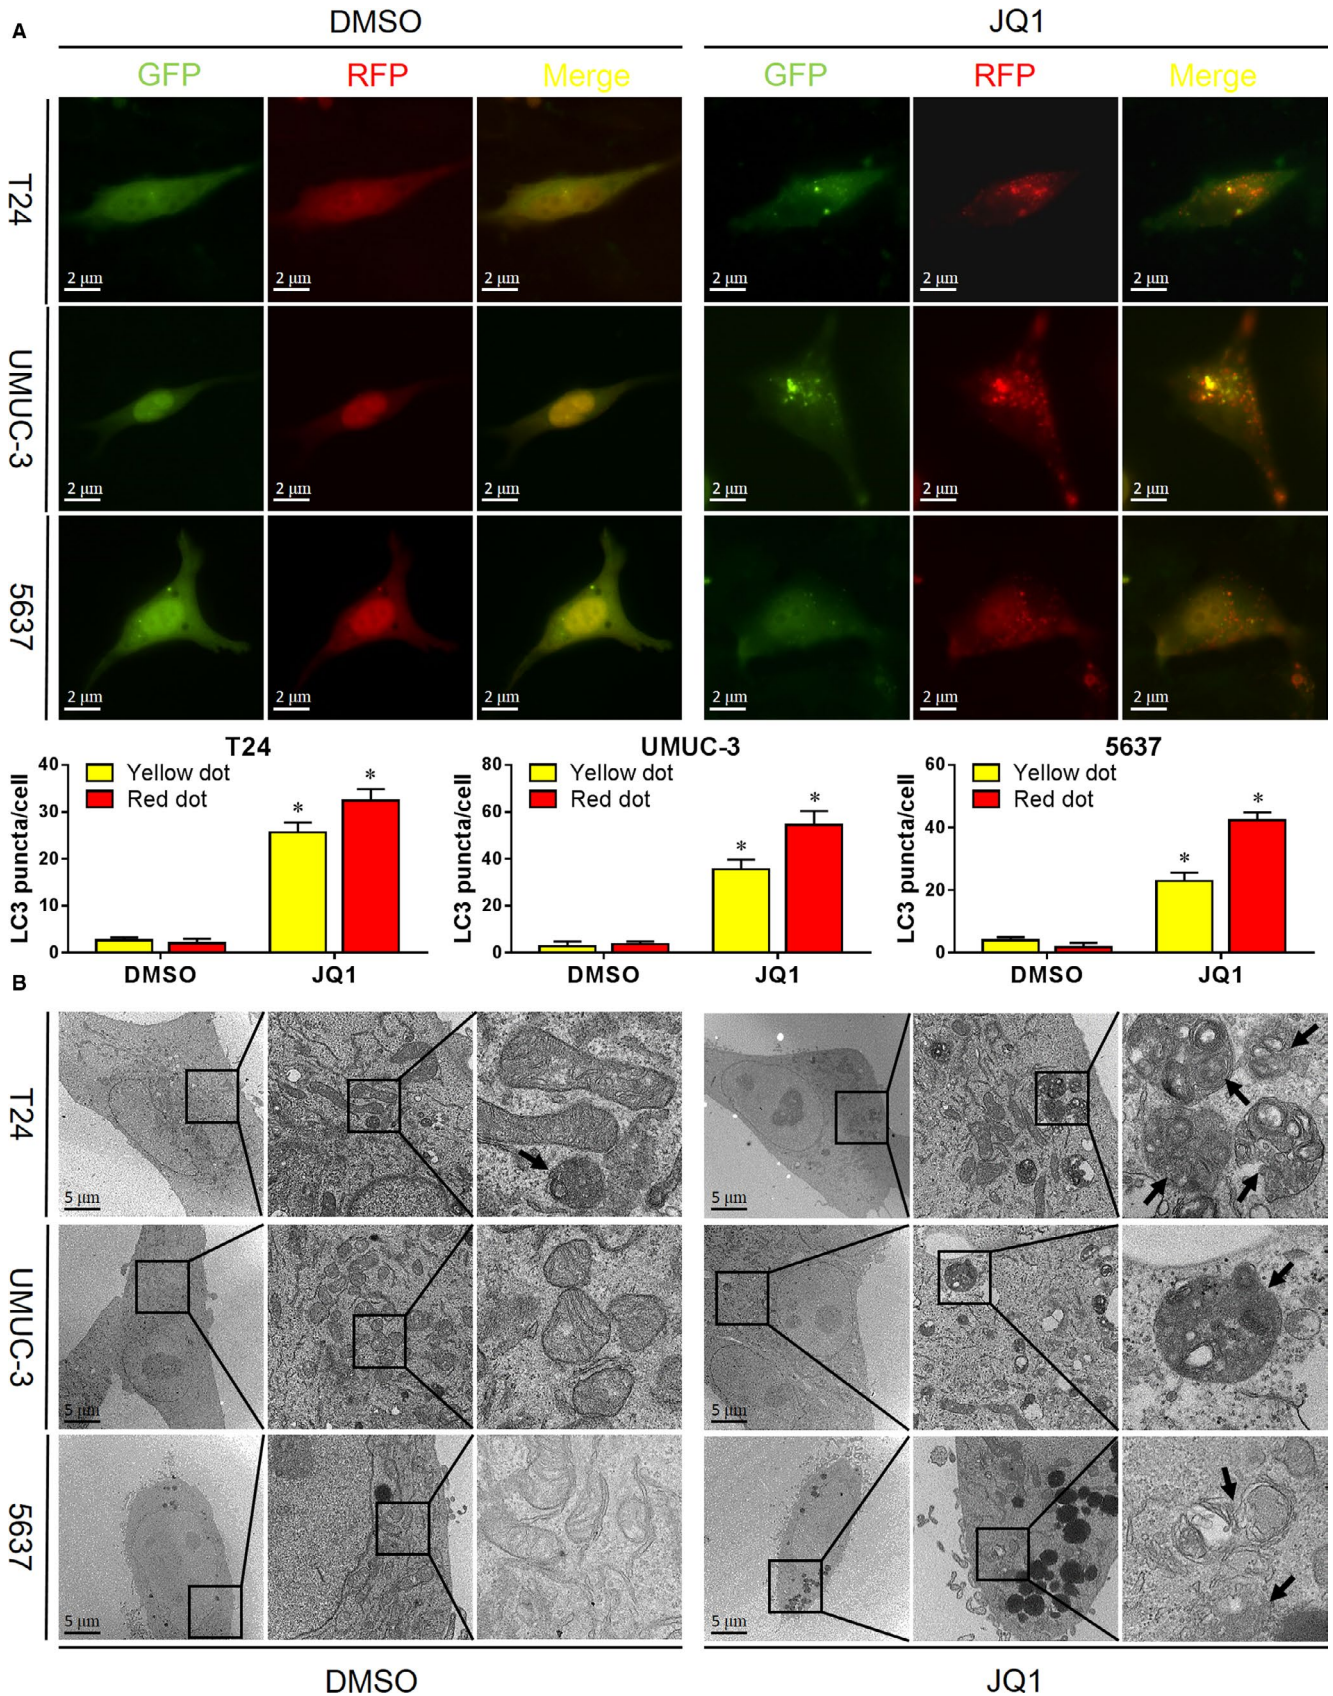 A
DMSO
JQ1
GFP
RFP
Merge
GFP
RFP
Merge
T24
2 μm
2 μm
2 μm
2 μm
2 μm
2 μm
UMUC-3
2 μm
2 μm
2 μm
2 μm
2 μm
2 μm
5637
2 μm
2 μm
2 μm
2 μm
2 μm
2 μm
T24
LC3 puncta/cell
40
30
20
10
0
Yellow dot
Red dot
*
*
DMSO
JQ1
UMUC-3
LC3 puncta/cell
80
60
40
20
0
Yellow dot
Red dot
*
*
DMSO
JQ1
5637
LC3 puncta/cell
60
40
20
0
Yellow dot
Red dot
*
*
DMSO
JQ1
B
T24
5 μm
5 μm
UMUC-3
5 μm
5 μm
5637
5 μm
5 μm
DMSO
JQ1